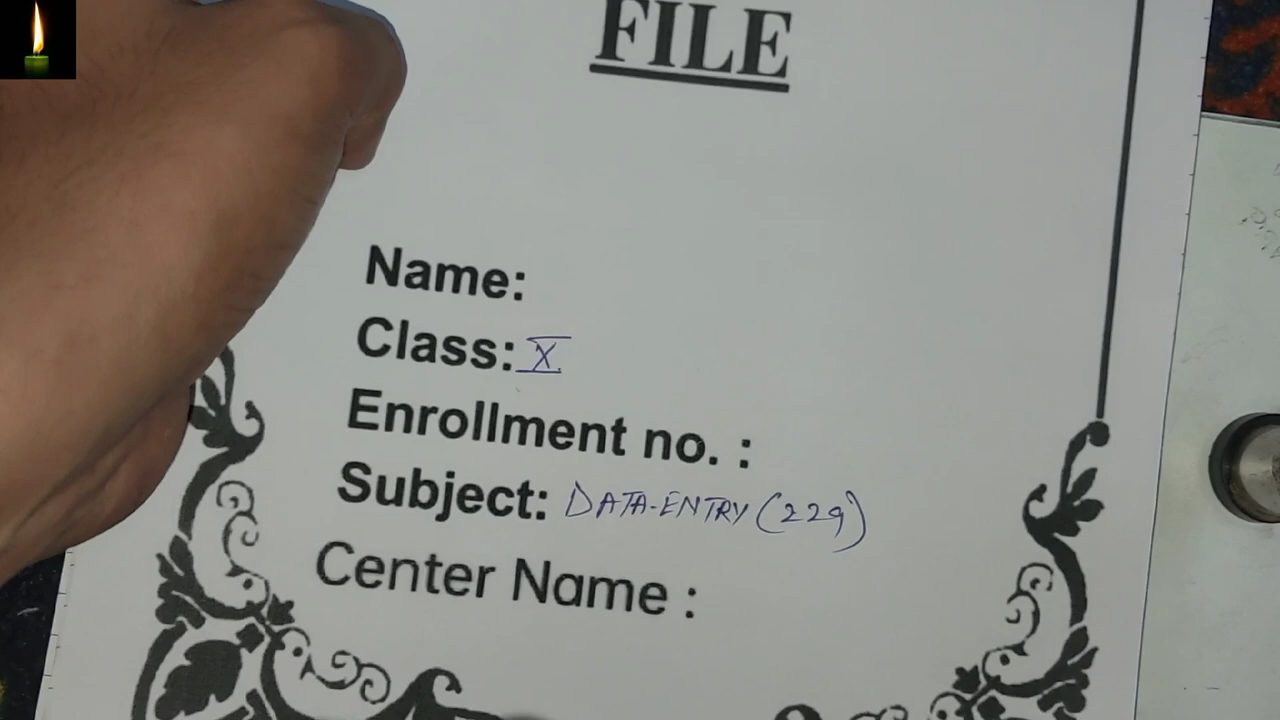 FILE
Name:
Class: X
Enrollment no. :
Subject: DATA-ENTRY (229)
Center Name :